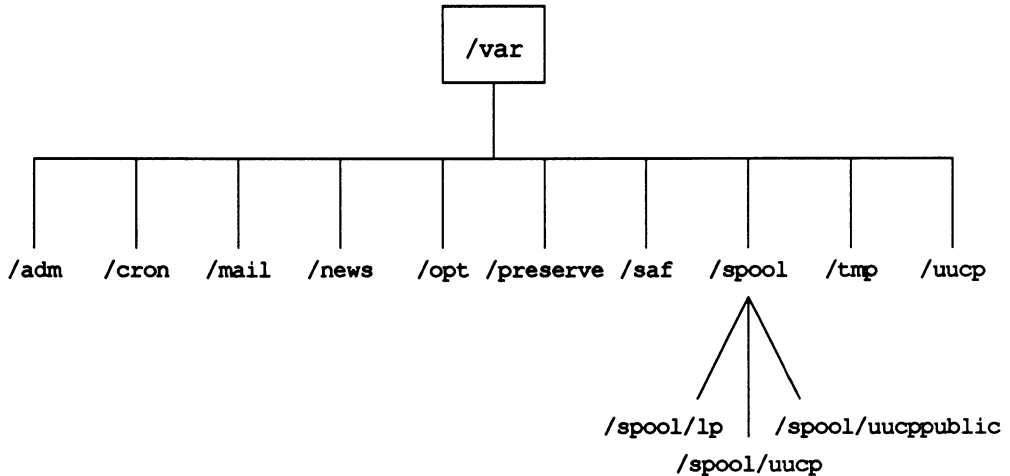 /var
/adm /cron /mail /news /opt /preserve /saf /spool /tmp /uucp
/spool/lp /spool/uucppublic
/spool/uucp